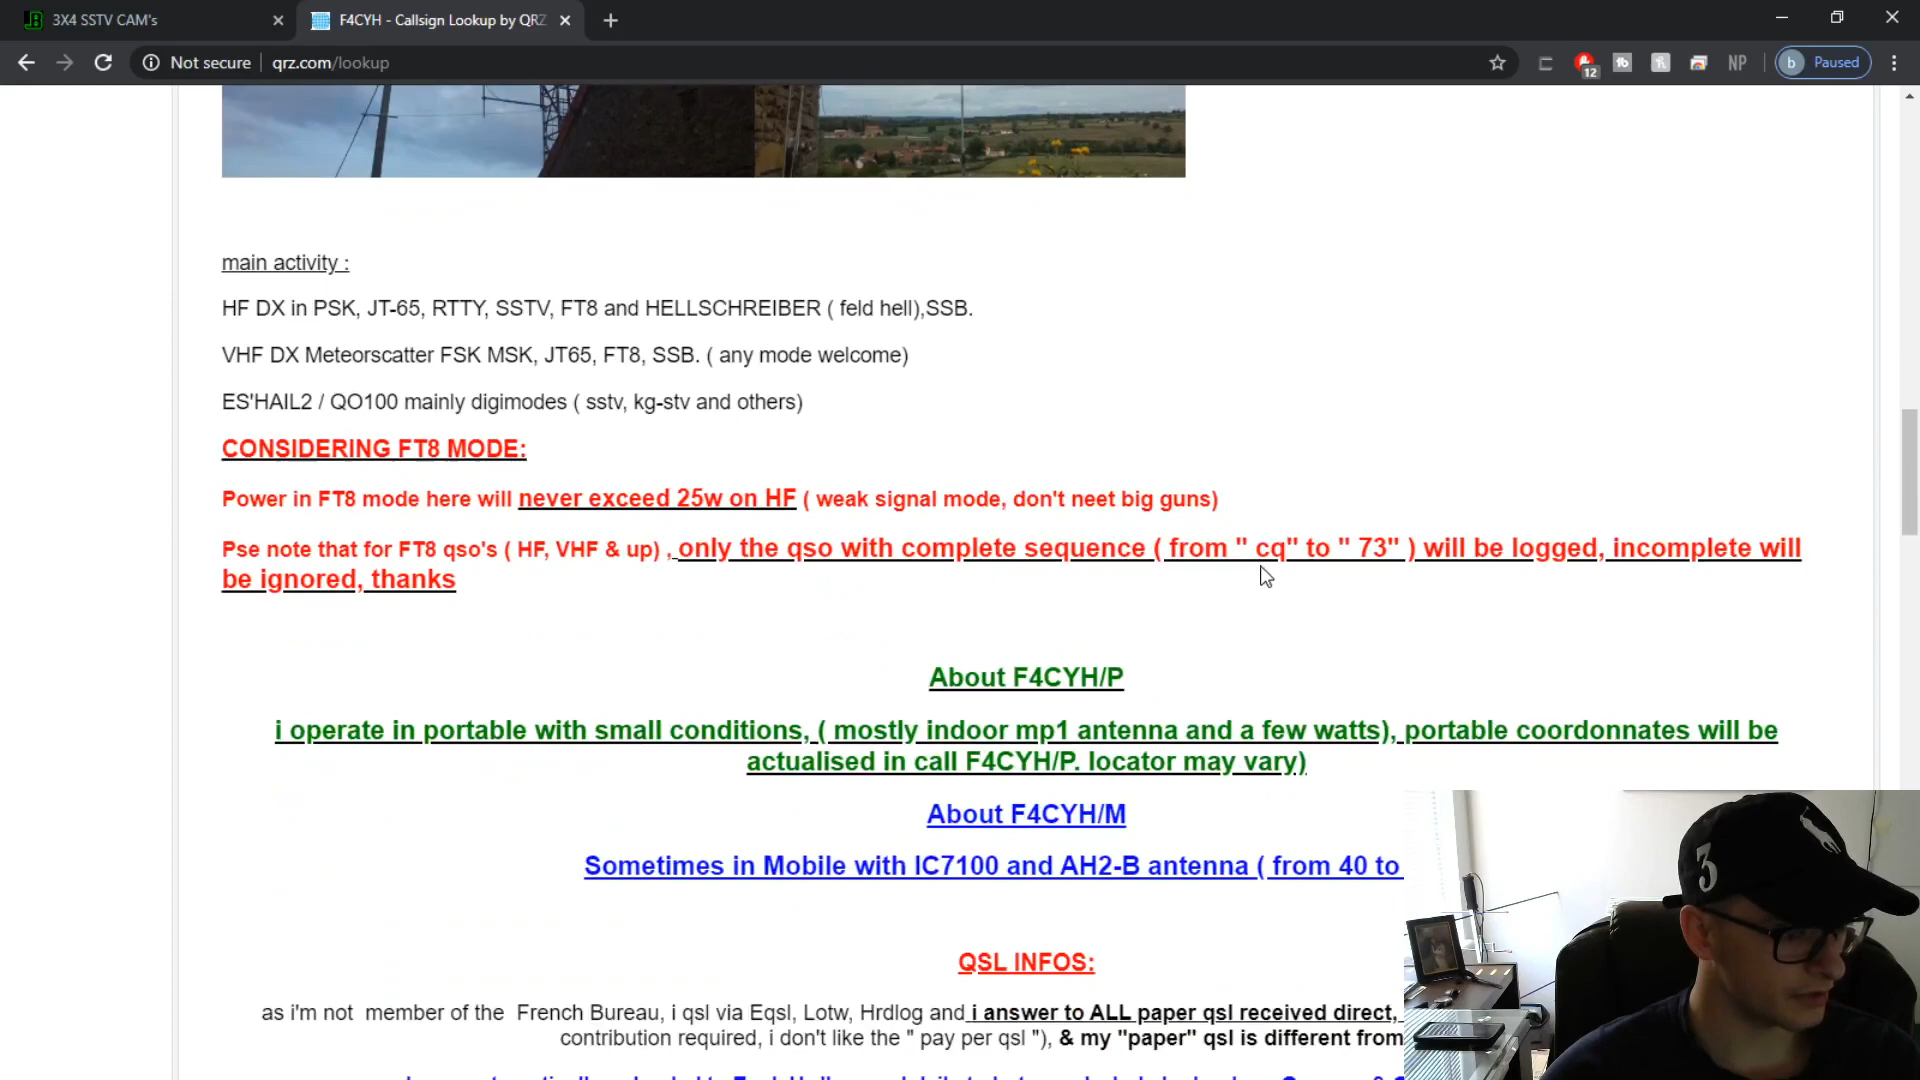 3X4 SSTV CAM's
F4CYH - Callsign Lookup by QRZ
Not secure qrz.com/lookup
12
NP
b Paused
main activity :
HF DX in PSK, JT-65, RTTY, SSTV, FT8 and HELLSCHREIBER ( feld hell),SSB.
VHF DX Meteorscatter FSK MSK, JT65, FT8, SSB. ( any mode welcome)
ES'HAIL2 / QO100 mainly digimodes ( sstv, kg-stv and others)
CONSIDERING FT8 MODE:
Power in FT8 mode here will never exceed 25w on HF ( weak signal mode, don't neet big guns)
Pse note that for FT8 qso's ( HF, VHF & up) , only the qso with complete sequence ( from " cq" to " 73" ) will be logged, incomplete will
be ignored, thanks
About F4CYH/P
i operate in portable with small conditions, ( mostly indoor mp1 antenna and a few watts), portable coordonnates will be
actualised in call F4CYH/P. locator may vary)
About F4CYH/M
Sometimes in Mobile with IC7100 and AH2-B antenna ( from 40 to
3
QSL INFOS:
as i'm not member of the French Bureau, i qsl via Eqsl, Lotw, Hrdlog and i answer to ALL paper qsl received direct,
contribution required, i don't like the " pay per qsl "), & my "paper" qsl is different from